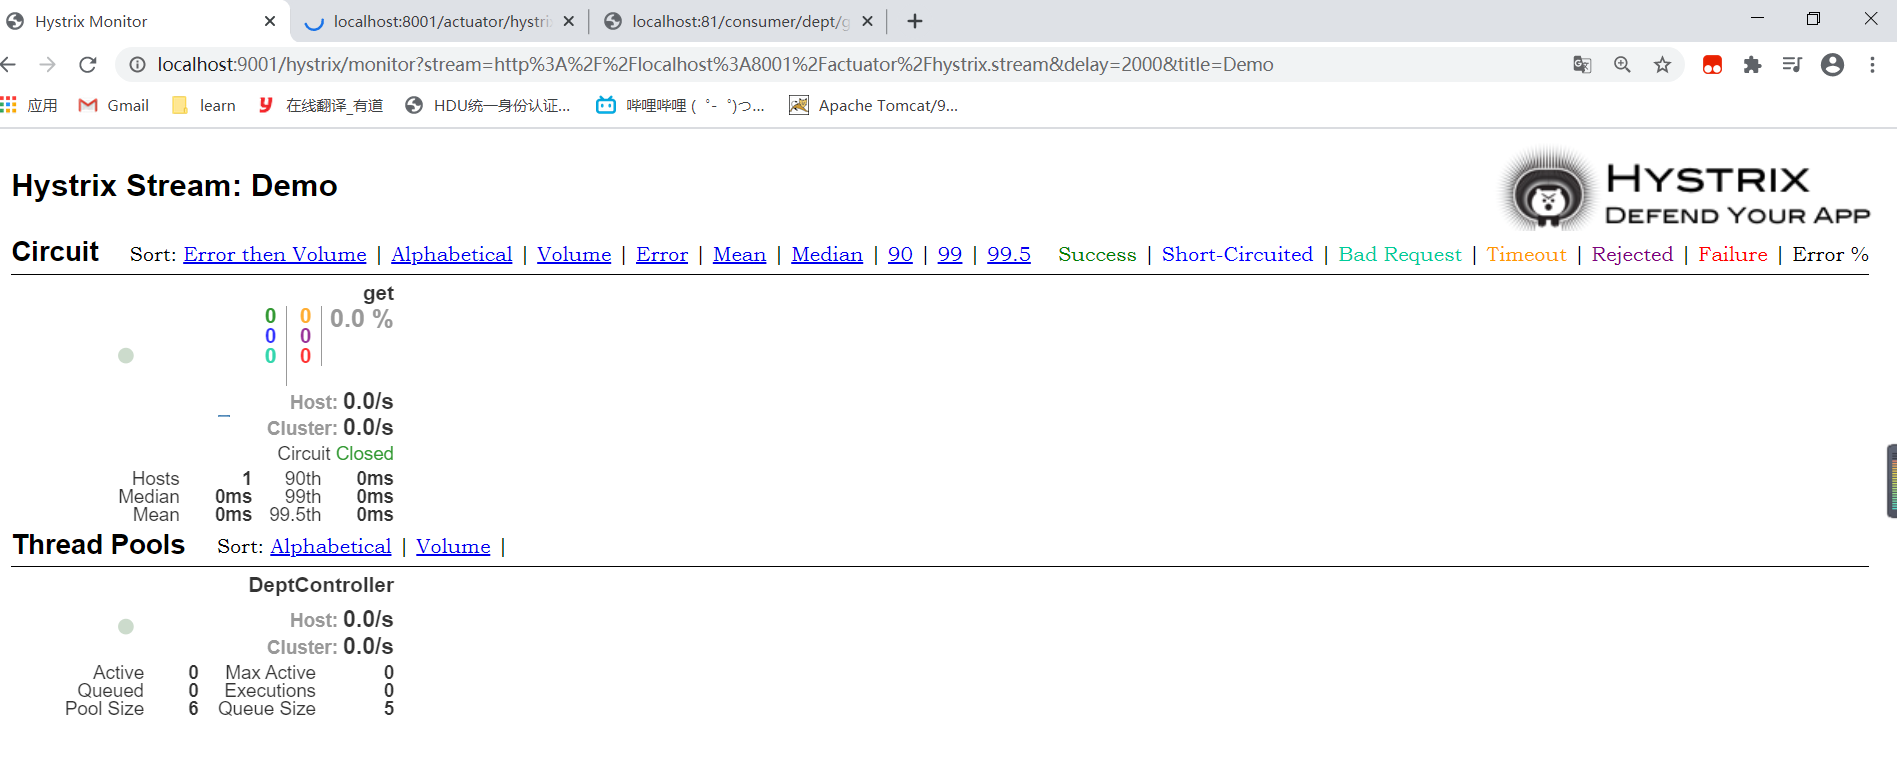 Hystrix Monitor
localhost:8001/actuator/hystri
localhost:81/consumer/dept/g
localhost:9001/hystrix/monitor?stream=http%3A%2F%2Flocalhost%3A8001%2Factuator%2Fhystrix.stream&delay=2000&title=Demo
应用 Gmail learn 在线翻译_有道 HDU统一身份认证... 哔哩哔哩 ( ゜- ゜)つ... Apache Tomcat/9...
Hystrix Stream: Demo
HYSTRIX
DEFEND YOUR APP
Circuit Sort: Error then Volume | Alphabetical | Volume | Error | Mean | Median | 90 | 99 | 99.5 Success | Short-Circuited | Bad Request | Timeout | Rejected | Failure | Error %
get
0 0 0.0 %
0 0
0 0
Host: 0.0/s
Cluster: 0.0/s
Circuit Closed
Hosts 1 90th 0ms
Median 0ms 99th 0ms
Mean 0ms 99.5th 0ms
Thread Pools Sort: Alphabetical | Volume |
DeptController
Host: 0.0/s
Cluster: 0.0/s
Active 0 Max Active 0
Queued 0 Executions 0
Pool Size 6 Queue Size 5